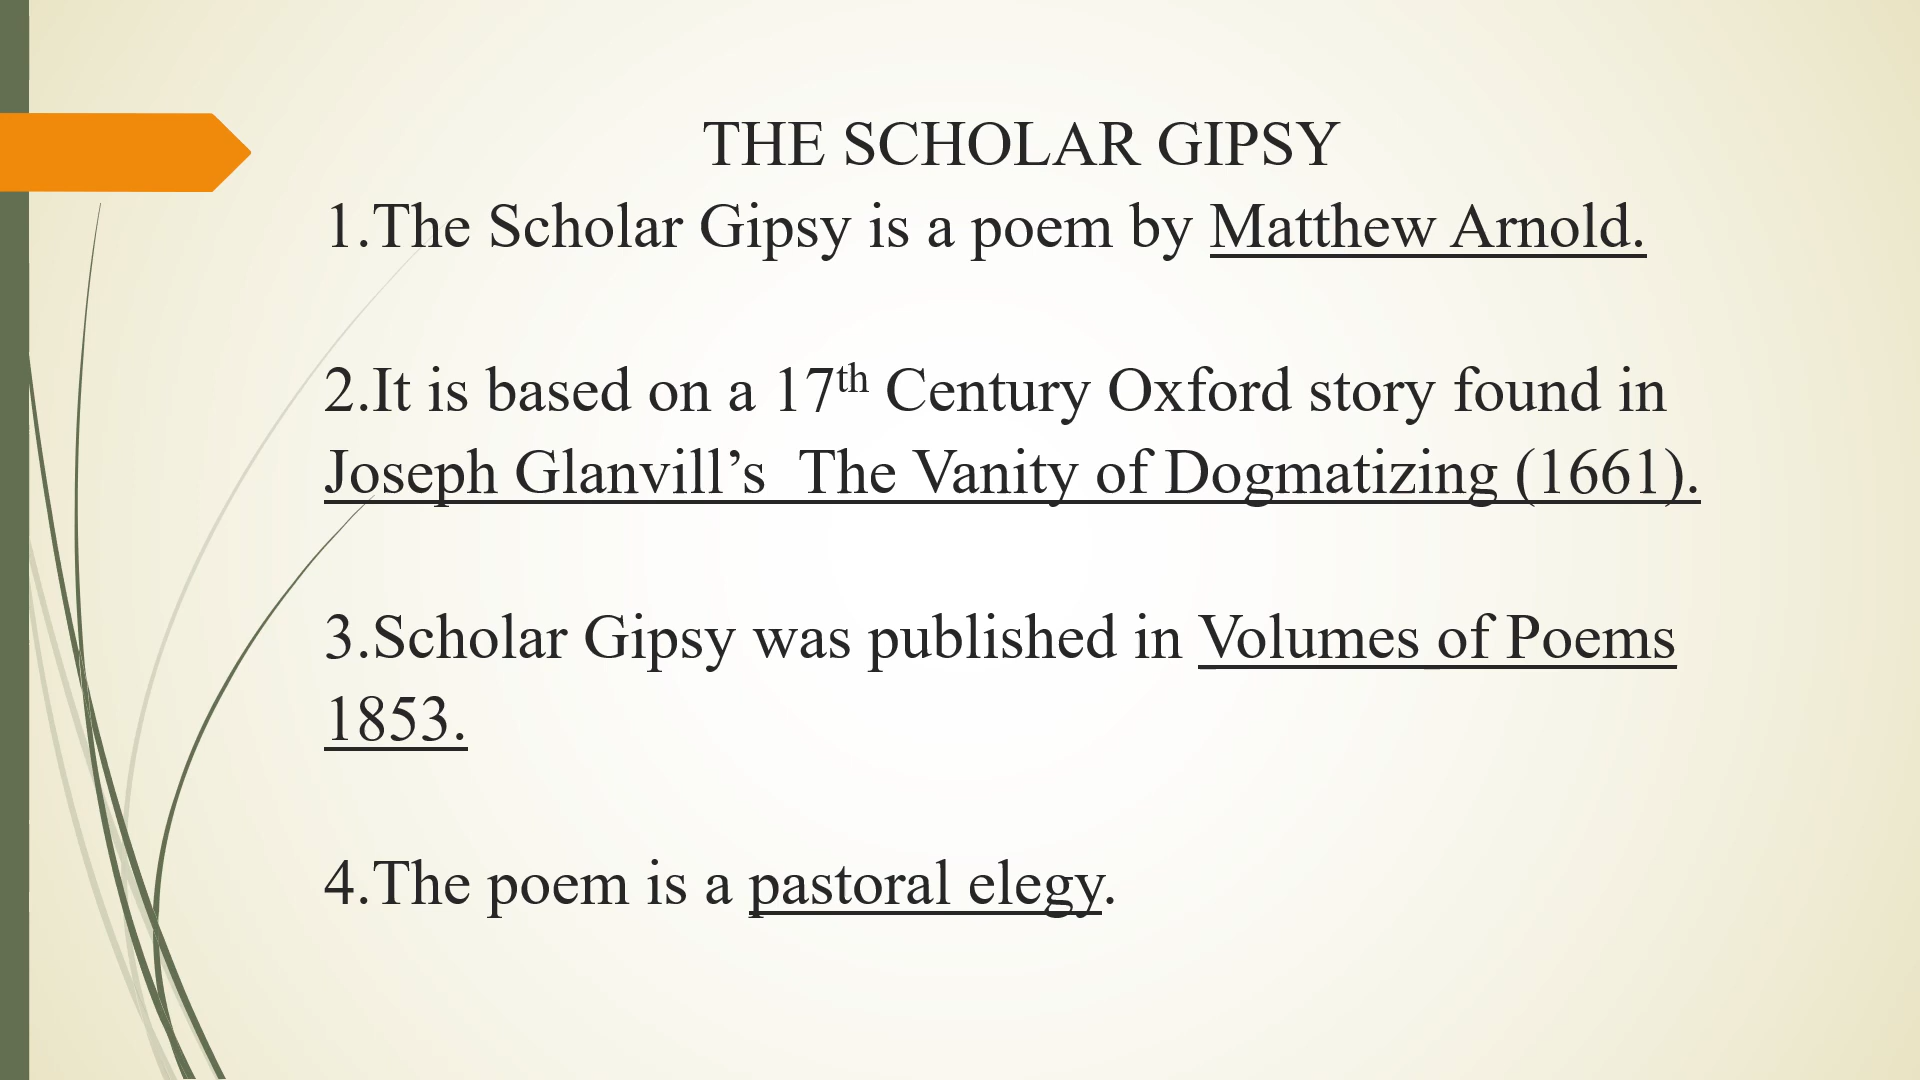 THE SCHOLAR GIPSY
1.The Scholar Gipsy is a poem by Matthew Arnold.
2.It is based on a 17th Century Oxford story found in
Joseph Glanvill’s  The Vanity of Dogmatizing (1661).
3.Scholar Gipsy was published in Volumes of Poems
1853.
4.The poem is a pastoral elegy.